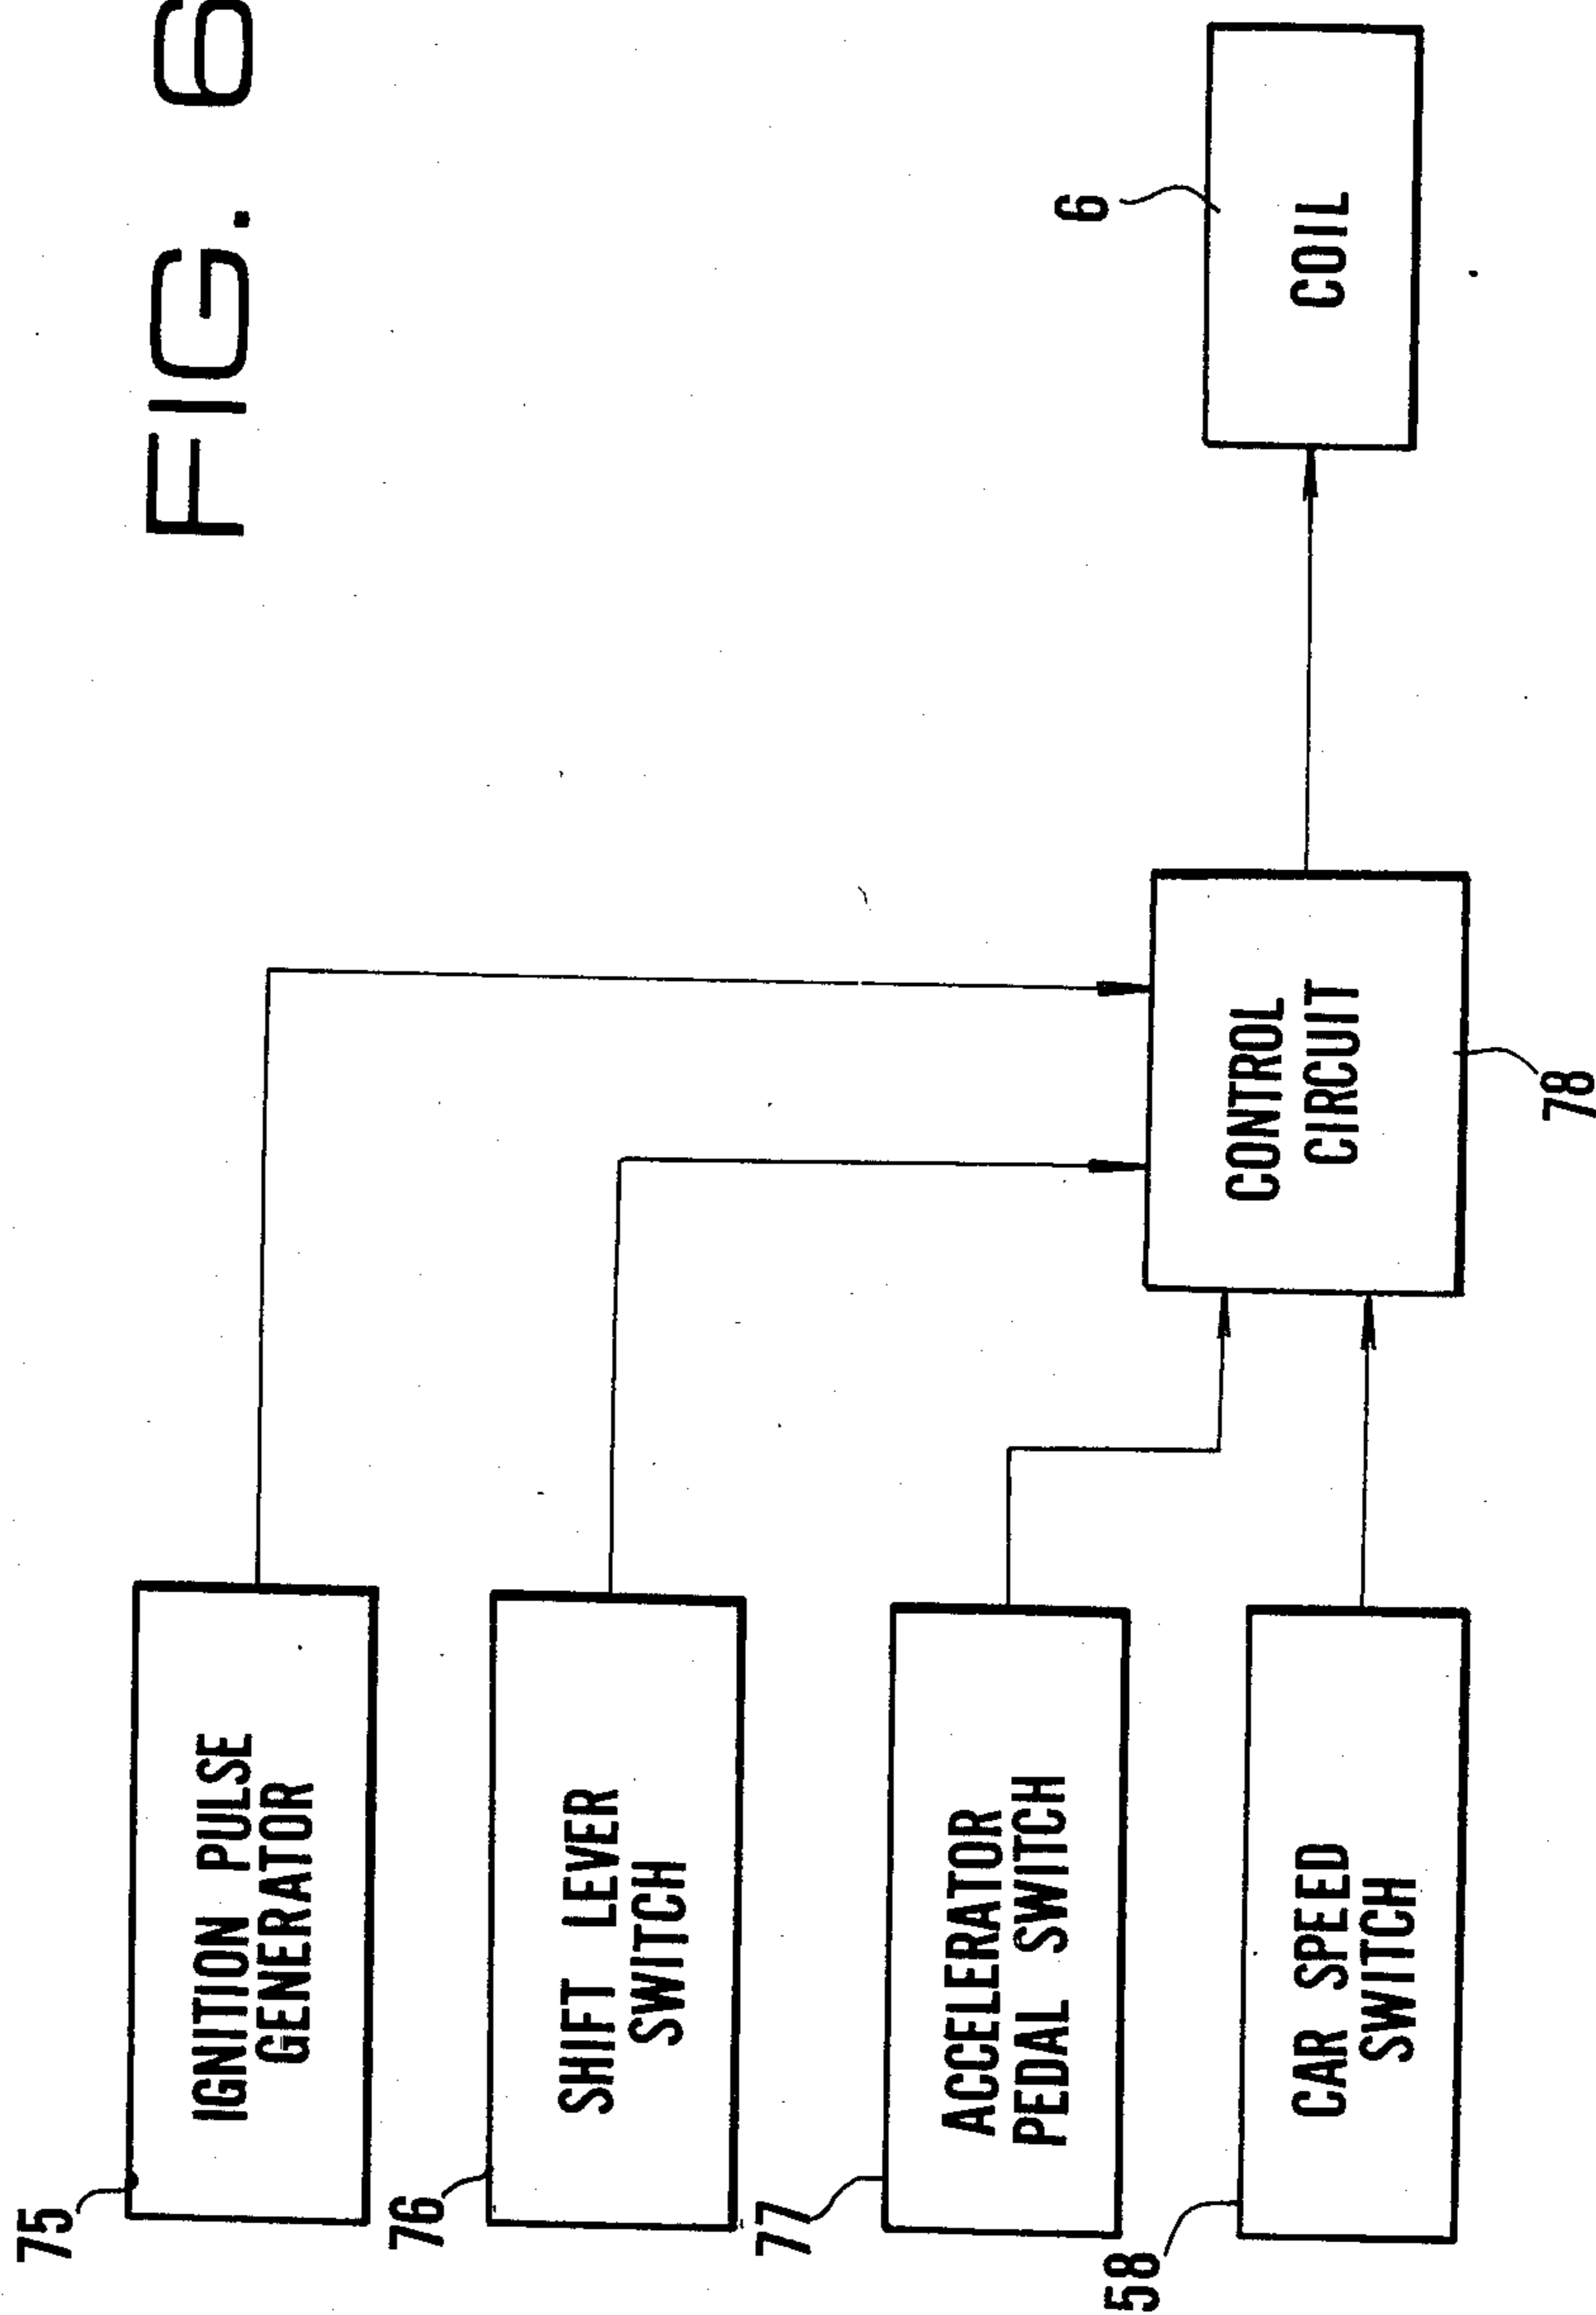 FIG. 6
75
IGNITION PULSE
GENERATOR
76
SHIFT LEVER
SWITCH
77
ACCELERATOR
PEDAL SWITCH
58
CAR SPEED
SWITCH
CONTROL
CIRCUIT
78
6
COIL